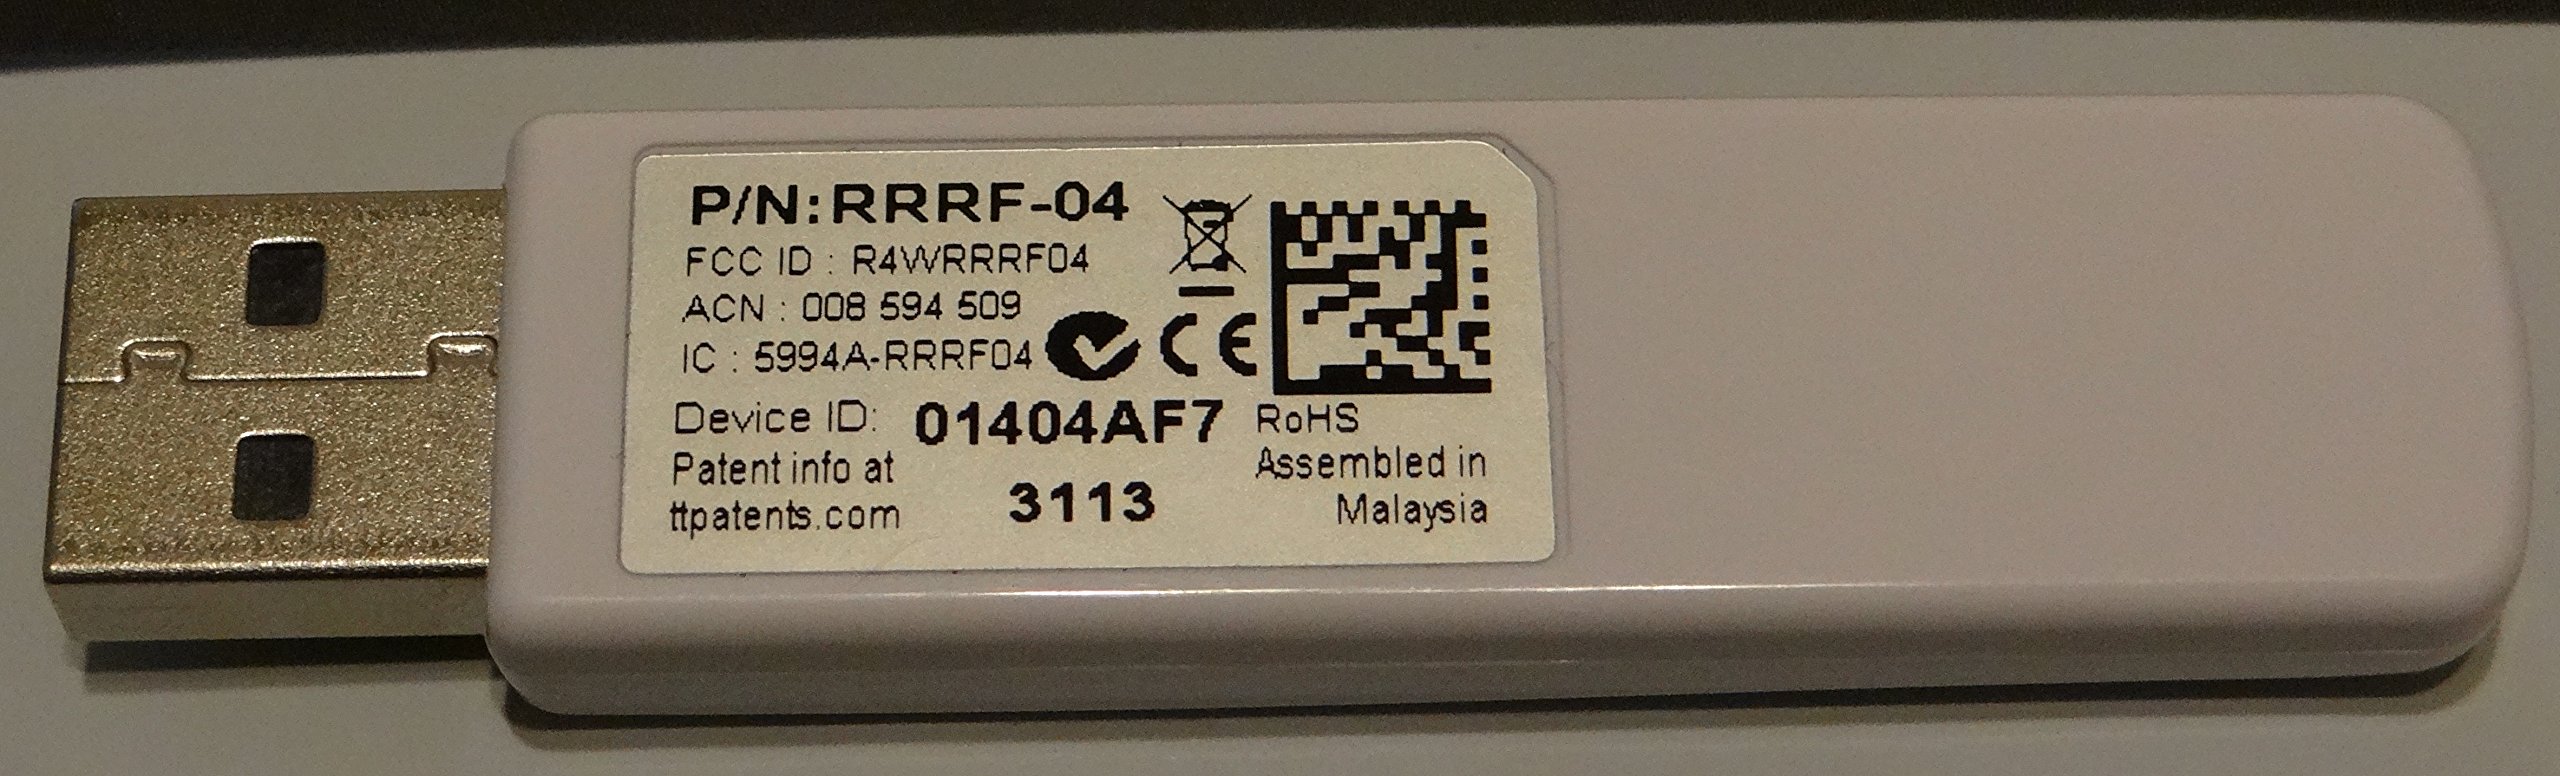 P/N:RRRF-04
FCC ID : R4WRRRF04
ACN : 008 594 509
IC : 5994A-RRRF04 CE
Device ID: 01404AF7 RoHS
Patent info at
ttpatents.com
3113
Assembled in
Malaysia